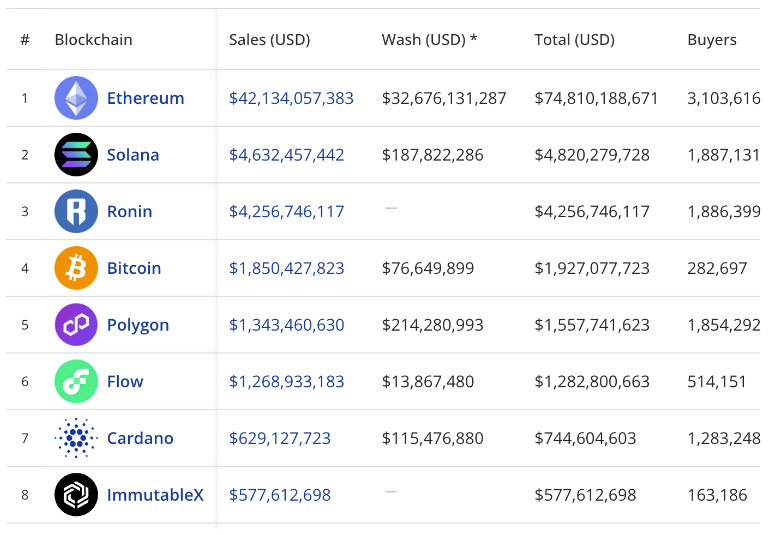 # Blockchain Sales (USD) Wash (USD) * Total (USD) Buyers
1 Ethereum $42,134,057,383 $32,676,131,287 $74,810,188,671 3,103,616
2 Solana $4,632,457,442 $187,822,286 $4,820,279,728 1,887,131
3 Ronin $4,256,746,117 — $4,256,746,117 1,886,399
4 Bitcoin $1,850,427,823 $76,649,899 $1,927,077,723 282,697
5 Polygon $1,343,460,630 $214,280,993 $1,557,741,623 1,854,292
6 Flow $1,268,933,183 $13,867,480 $1,282,800,663 514,151
7 Cardano $629,127,723 $115,476,880 $744,604,603 1,283,248
8 ImmutableX $577,612,698 — $577,612,698 163,186